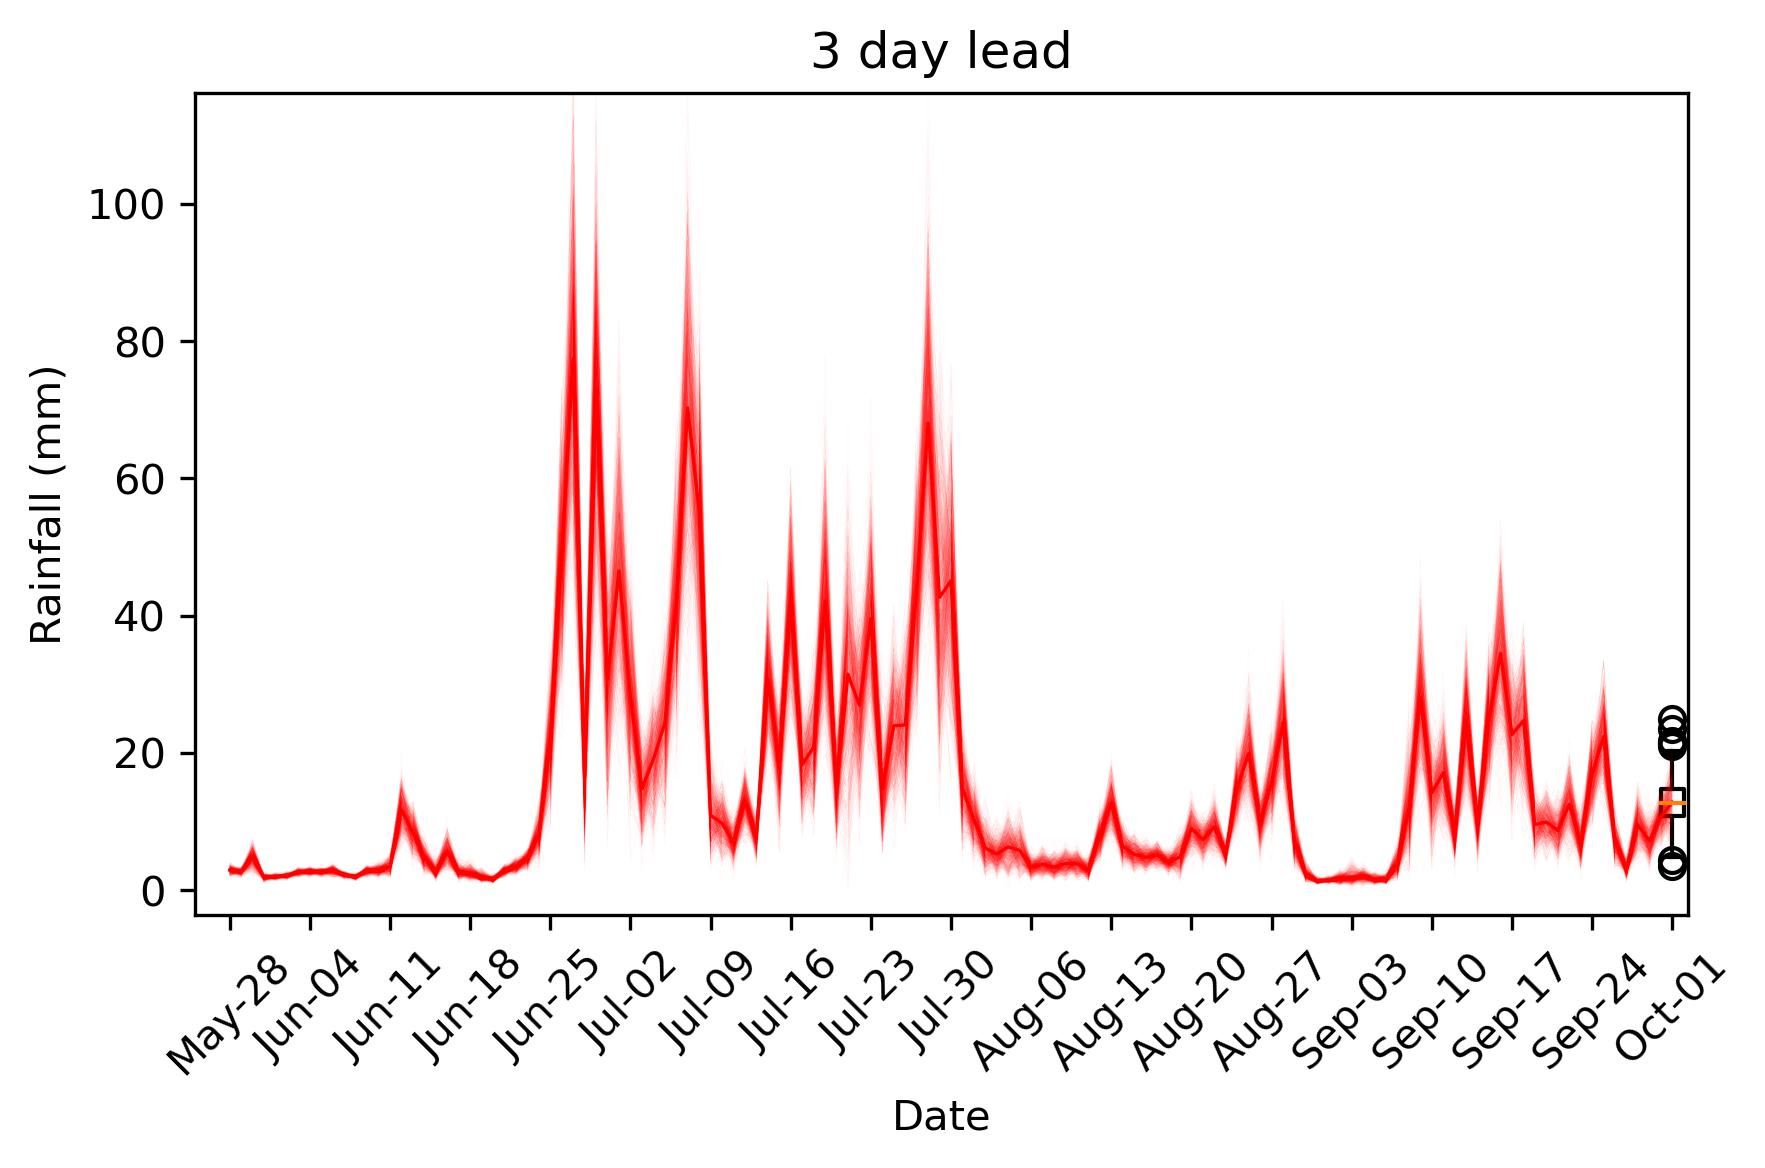 3 day lead
Rainfall (mm)
100
80
60
40
20
0
May-28
Jun-04
Jun-11
Jun-18
Jun-25
Jul-02
Jul-09
Jul-16
Jul-23
Jul-30
Aug-06
Aug-13
Aug-20
Aug-27
Sep-03
Sep-10
Sep-17
Sep-24
Oct-01
Date